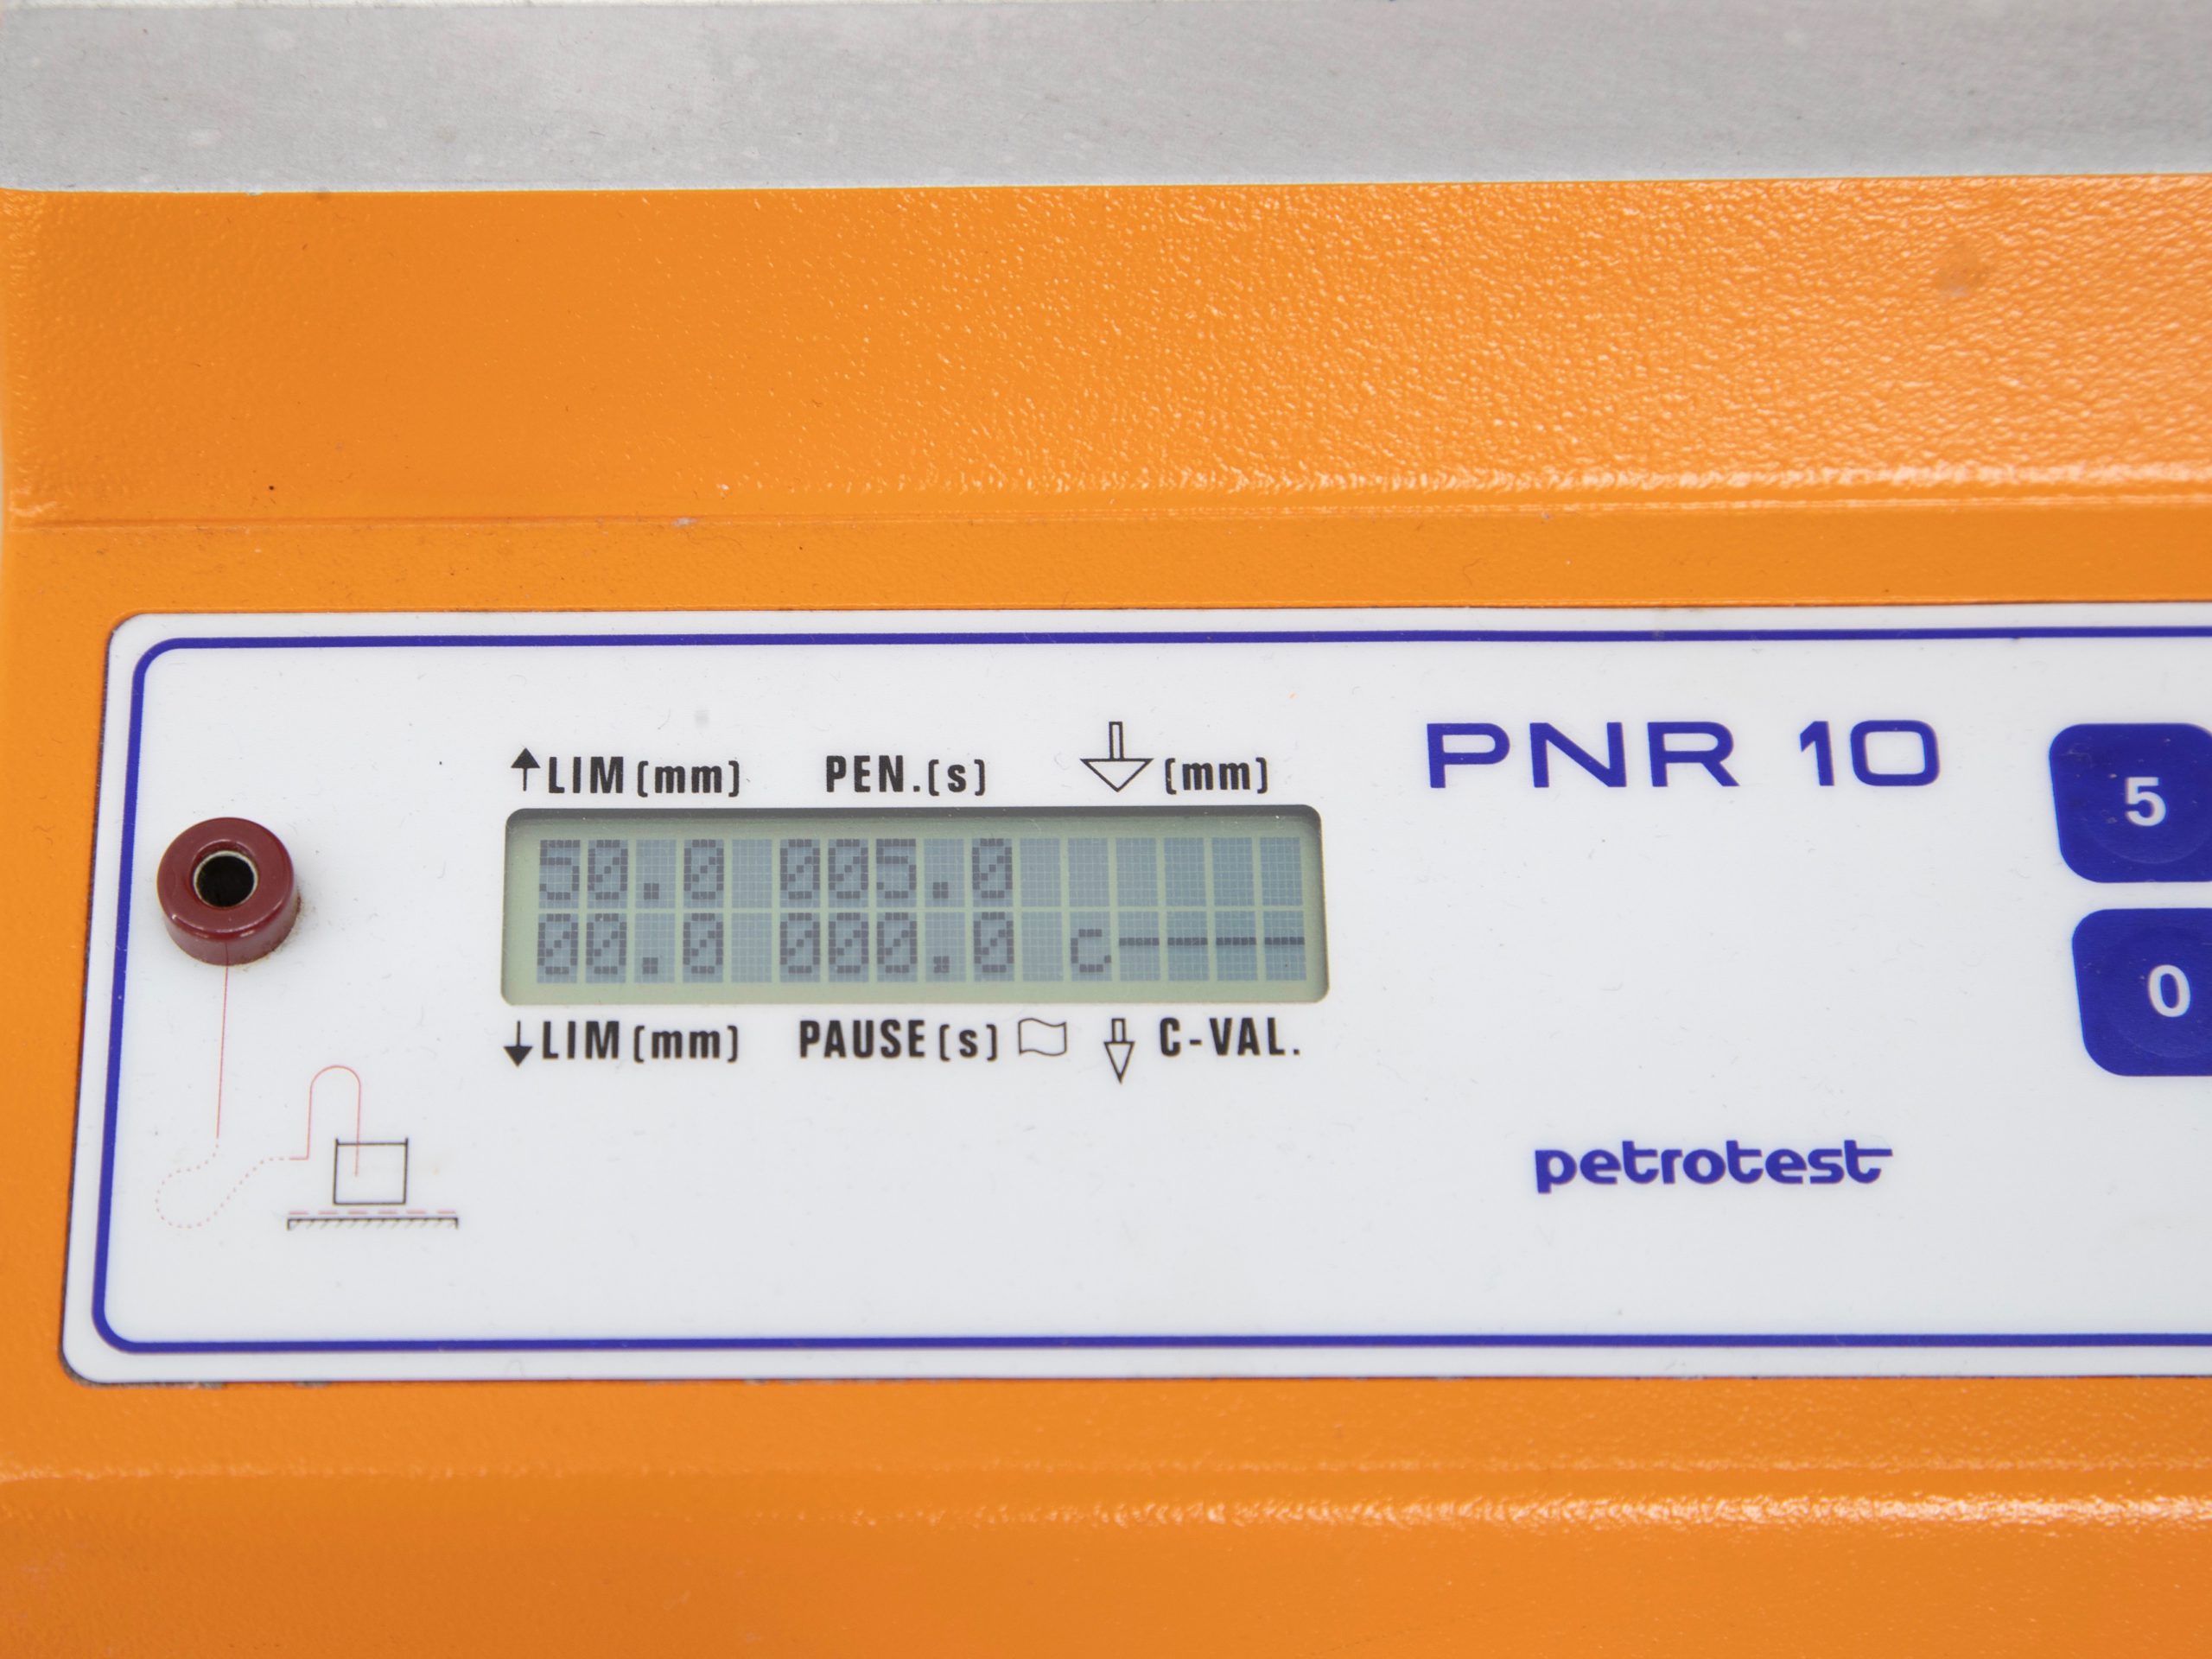 ↑LIM(mm) PEN.(s) (mm)
PNR 10
5
50.0 005.0
00.0 000.0 c----
0
↓LIM(mm) PAUSE(s) C-VAL.
petrotest